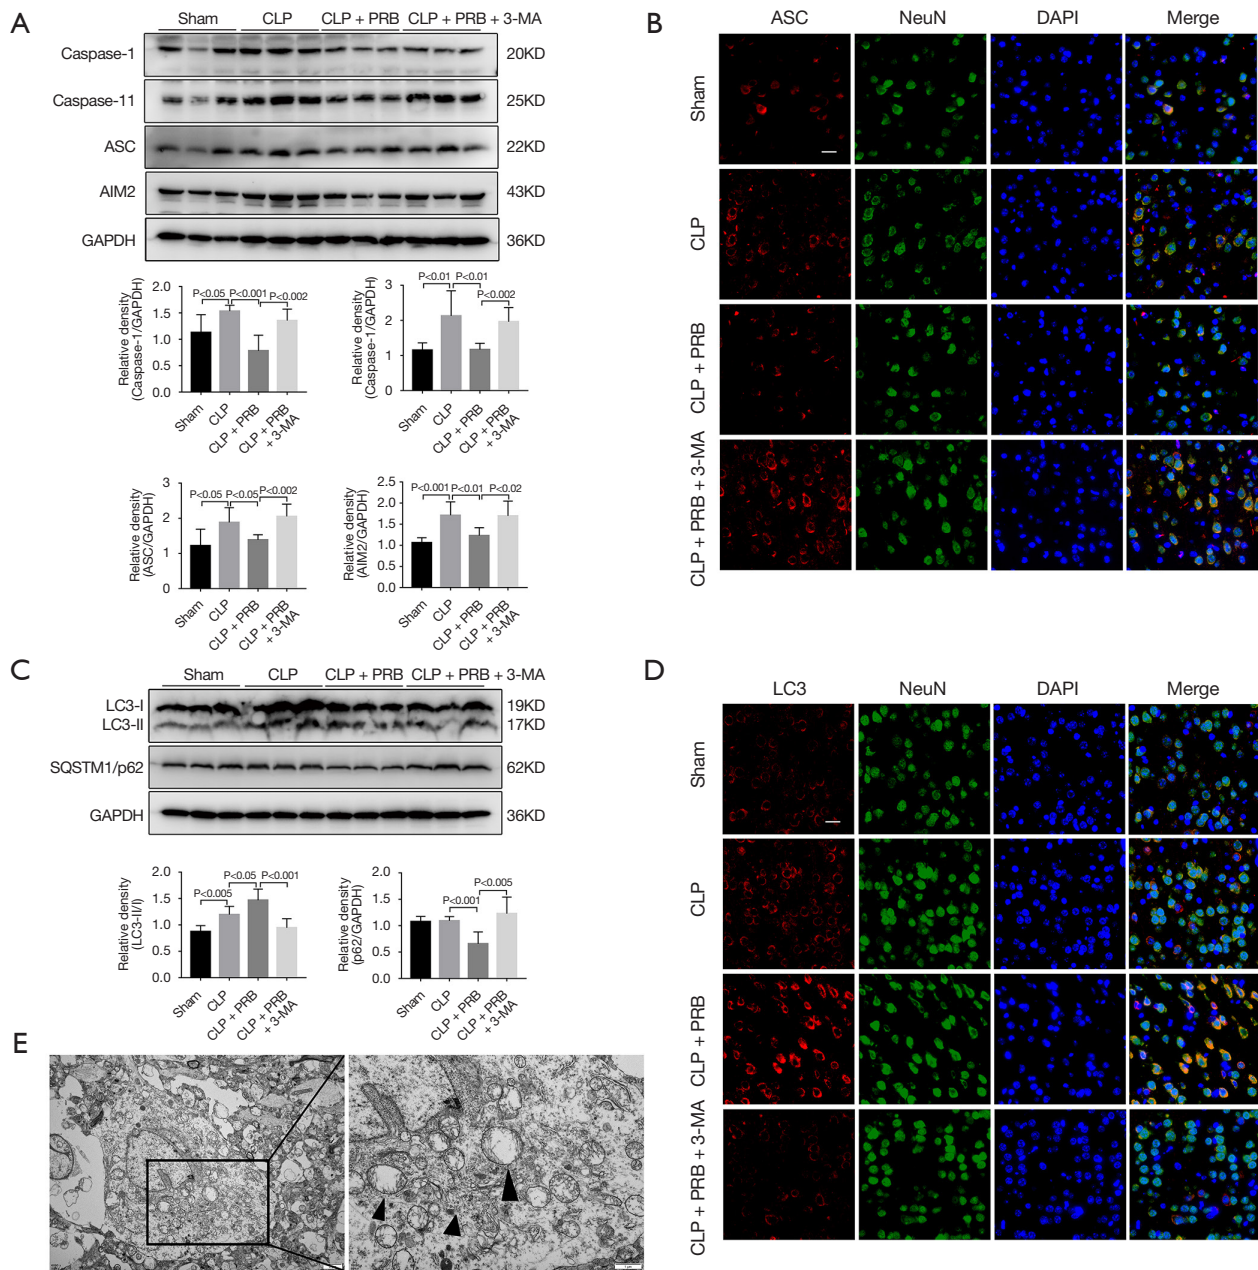 A
Sham CLP CLP + PRB CLP + PRB + 3-MA
Caspase-1 20KD
Caspase-11 25KD
ASC 22KD
AIM2 43KD
GAPDH 36KD
Relative density
(Caspase-1/GAPDH)
2.0
1.5
1.0
0.5
0.0
P<0.05 P<0.001 P<0.002
Sham
CLP
CLP + PRB
CLP + PRB
+ 3-MA
Relative density
(Caspase-1/GAPDH)
3
2
1
0
P<0.01 P<0.01
P<0.002
Sham
CLP
CLP + PRB
CLP + PRB
+ 3-MA
Relative density
(ASC/GAPDH)
3
2
1
0
P<0.05 P<0.05 P<0.002
Sham
CLP
CLP + PRB
CLP + PRB
+ 3-MA
Relative density
(AIM2/GAPDH)
2.5
2.0
1.5
1.0
0.5
0.0
P<0.001 P<0.01 P<0.02
Sham
CLP
CLP + PRB
CLP + PRB
+ 3-MA
B
ASC NeuN DAPI Merge
Sham
CLP
CLP + PRB
CLP + PRB + 3-MA
C
Sham CLP CLP + PRB CLP + PRB + 3-MA
LC3-I 19KD
LC3-II 17KD
SQSTM1/p62 62KD
GAPDH 36KD
Relative density
(LC3-II/I)
2.0
1.5
1.0
0.5
0.0
P<0.005 P<0.05 P<0.001
Sham
CLP
CLP + PRB
CLP + PRB
+ 3-MA
Relative density
(p62/GAPDH)
2.0
1.5
1.0
0.5
0.0
P<0.001 P<0.005
Sham
CLP
CLP + PRB
CLP + PRB
+ 3-MA
D
LC3 NeuN DAPI Merge
Sham
CLP
CLP + PRB
CLP + PRB + 3-MA
E